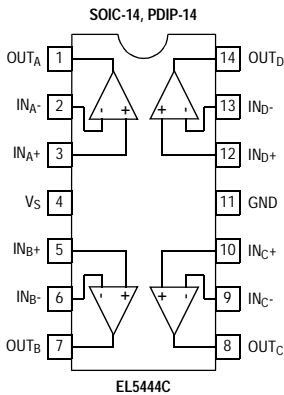 SOIC-14, PDIP-14
OUTA 1 14 OUTD
INA- 2 - + + - 13 IND-
INA+ 3 12 IND+
VS 4 11 GND
INB+ 5 10 INC+
INB- 6 - + + - 9 INC-
OUTB 7 8 OUTC
EL5444C